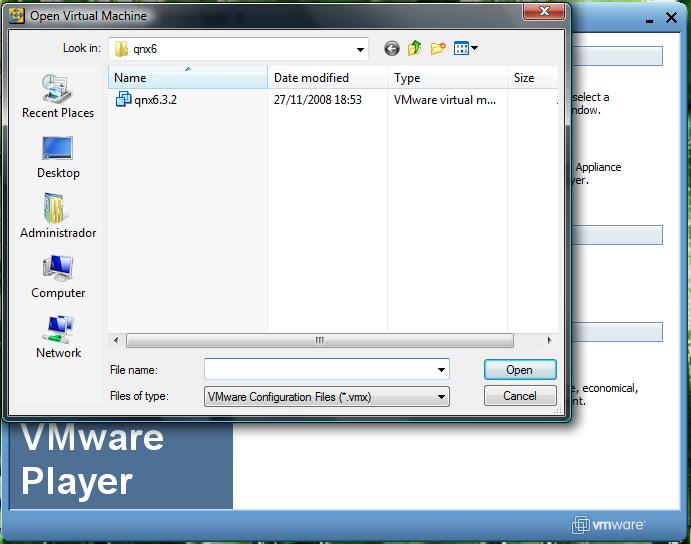 Open Virtual Machine
Look in: qnx6
Name Date modified Type Size
qnx6.3.2 27/11/2008 18:53 VMware virtual m...
Recent Places
Desktop
Administrador
Computer
Network
File name: Open
Files of type: VMware Configuration Files (*.vmx) Cancel
select a
ndow.
Appliance
yer.
e, economical,
nt.
VMware
Player
vmware